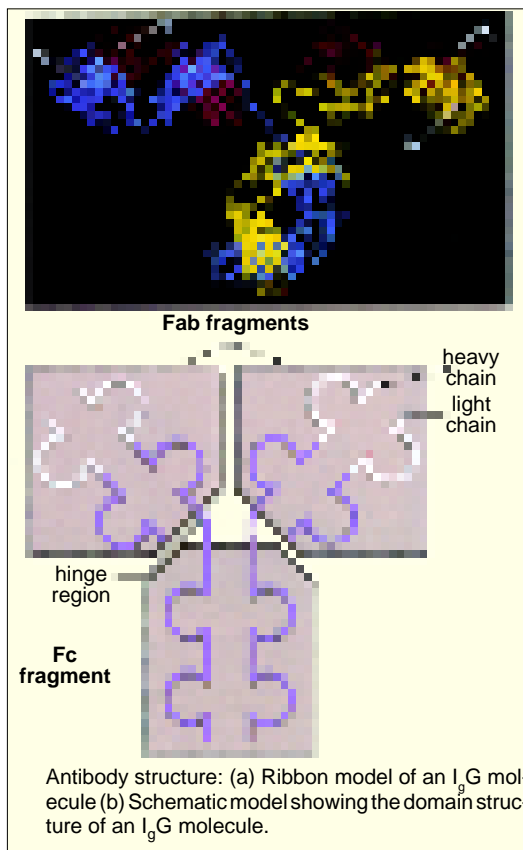 Fab fragments
heavy
chain
light
chain
hinge
region
Fc
fragment
Antibody structure: (a) Ribbon model of an IgG mol-
ecule (b) Schematic model showing the domain struc-
ture of an IgG molecule.